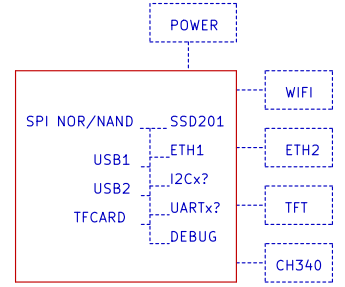 POWER
WIFI
SPI NOR/NAND SSD201
ETH1 ETH2
USB1
I2Cx?
USB2
UARTx? TFT
TFCARD
DEBUG
CH340